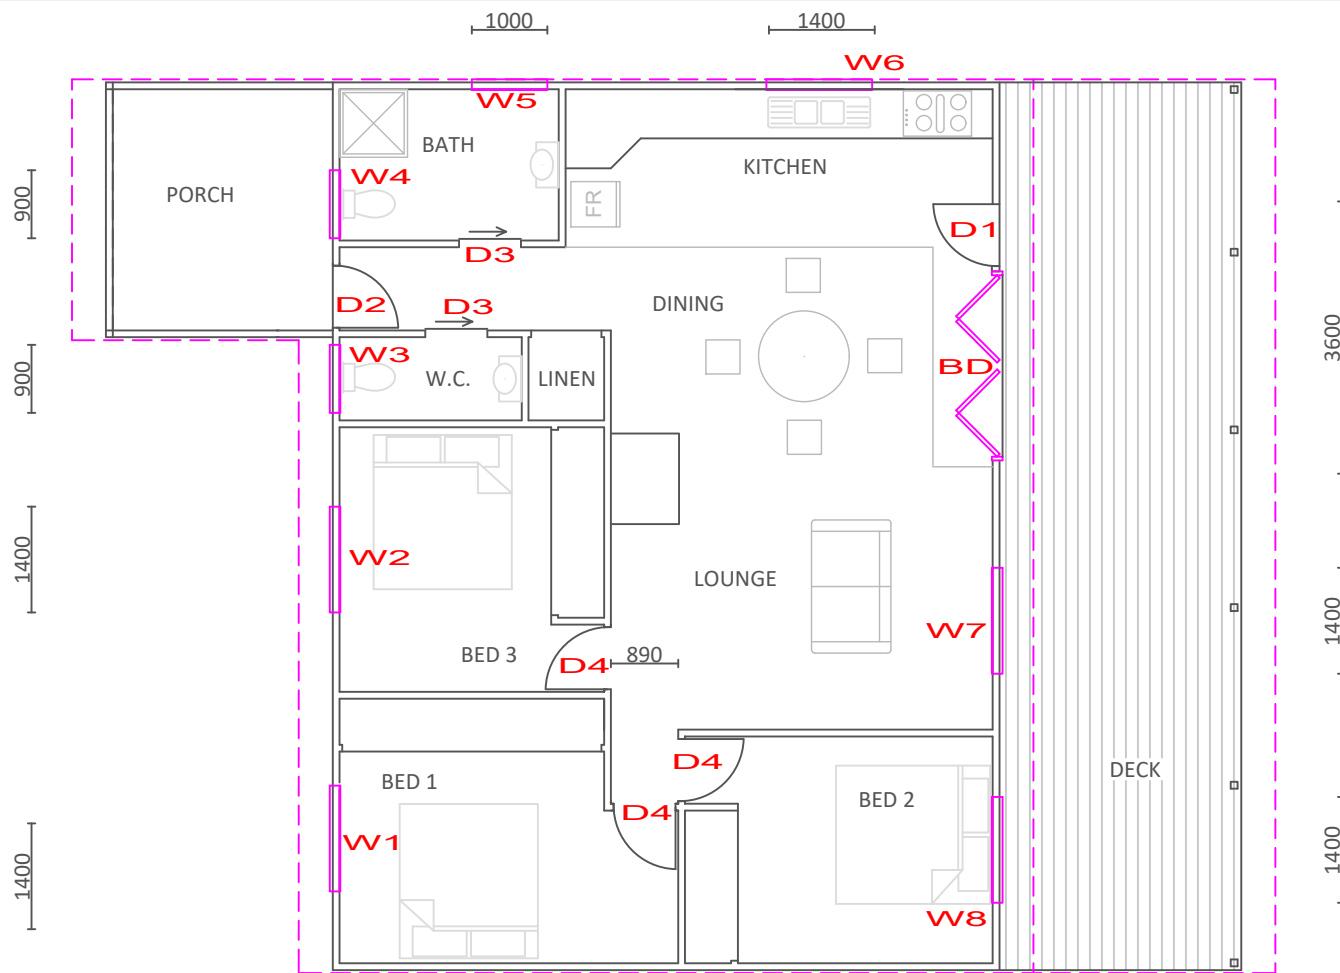 1000
1400
W6
W5
BATH
KITCHEN
W4
PORCH
900
FR
D1
D3
D2
D3
DINING
3600
W3
900
W.C.
LINEN
BD
W2
1400
LOUNGE
W7
1400
BED 3
D4
890
D4
DECK
BED 1
BED 2
D4
W1
1400
1400
W8